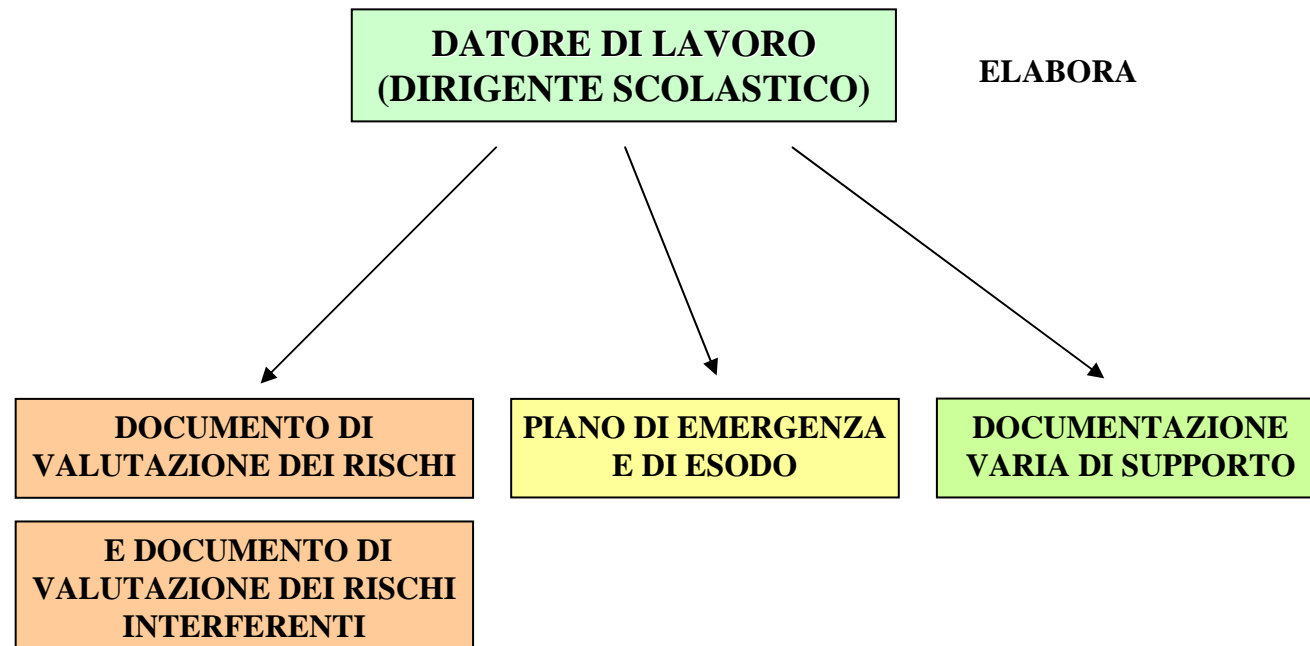 DATORE DI LAVORO
(DIRIGENTE SCOLASTICO)
ELABORA
DOCUMENTO DI
VALUTAZIONE DEI RISCHI
PIANO DI EMERGENZA
E DI ESODO
DOCUMENTAZIONE
VARIA DI SUPPORTO
E DOCUMENTO DI
VALUTAZIONE DEI RISCHI
INTERFERENTI